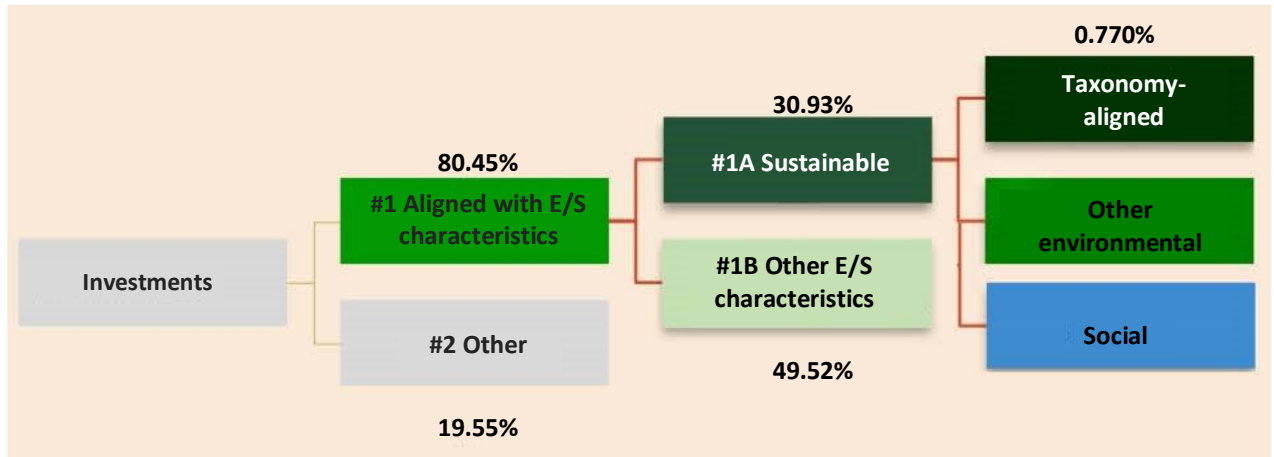 0.770%
Taxonomy-
aligned
30.93%
#1A Sustainable
80.45%
#1 Aligned with E/S
characteristics
Other
environmental
Investments
#1B Other E/S
characteristics
#2 Other
Social
49.52%
19.55%